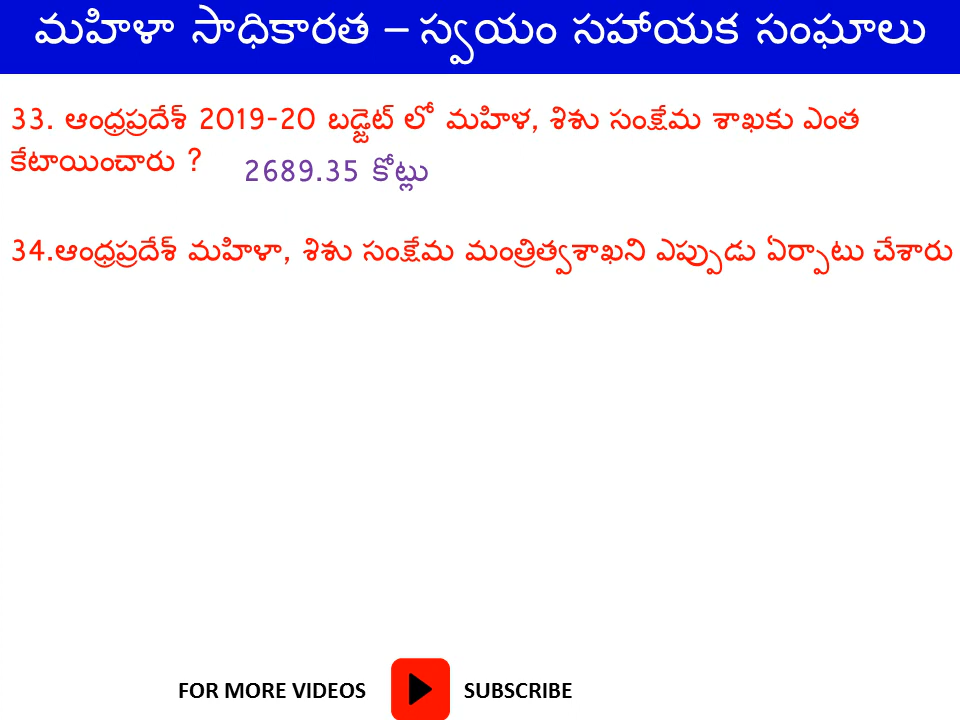 మహిళా సాధికారత – స్వయం సహాయక సంఘాలు
33. ఆంధ్రప్రదేశ్ 2019-20 బడ్జెట్ లో మహిళ, శిశు సంక్షేమ శాఖకు ఎంత
కేటాయించారు ?
2689.35 కోట్లు
34.ఆంధ్రప్రదేశ్ మహిళా, శిశు సంక్షేమ మంత్రిత్వశాఖని ఎప్పుడు ఏర్పాటు చేశారు
FOR MORE VIDEOS SUBSCRIBE